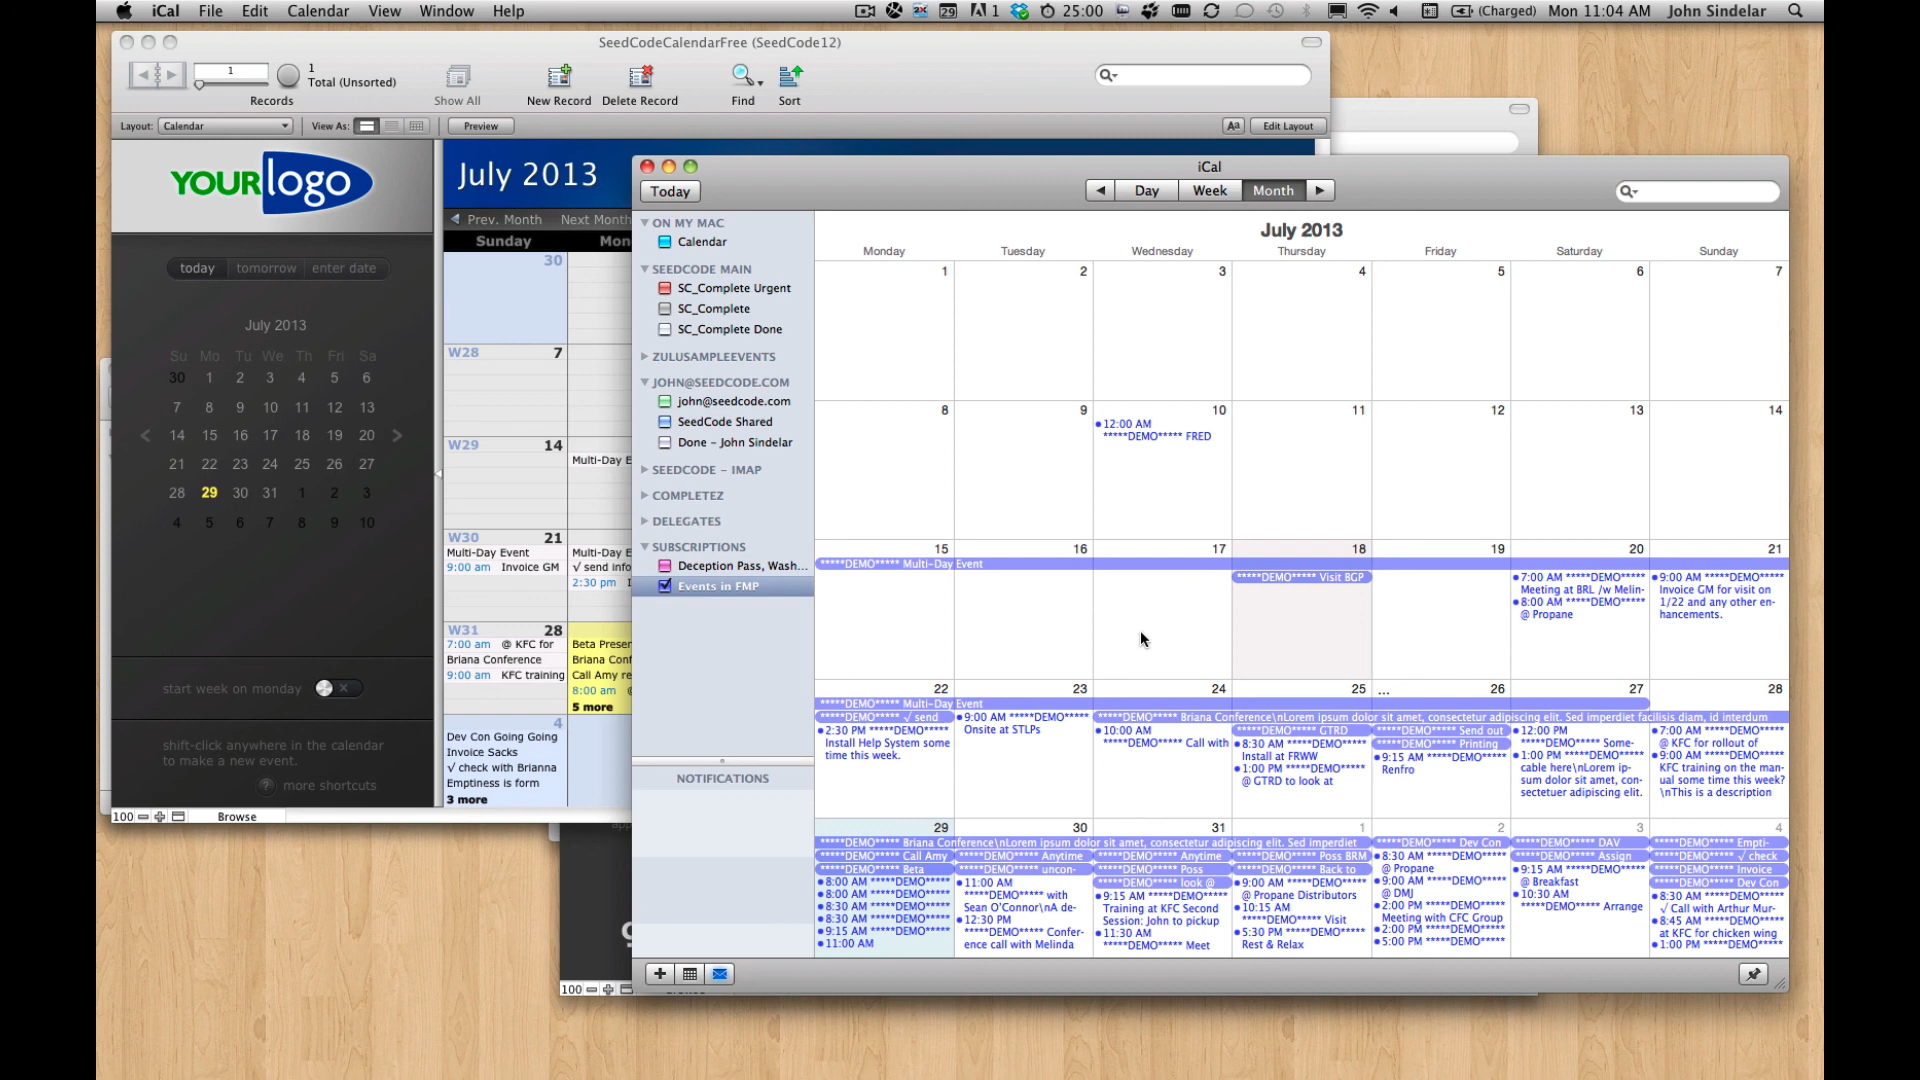 iCal File Edit Calendar View Window Help
29 1 25:00 (Charged) Mon 11:04 AM John Sindelar
SeedCodeCalendarFree (SeedCode12)
1
1
Total (Unsorted)
Records Show All New Record Delete Record Find Sort
Layout: Calendar View As: Preview Aa Edit Layout
YOURlogo
today tomorrow enter date
July 2013
Su Mo Tu We Th Fri Sa
30 1 2 3 4 5 6
7 8 9 10 11 12 13
14 15 16 17 18 19 20
21 22 23 24 25 26 27
28 29 30 31 1 2 3
4 5 6 7 8 9 10
start week on monday
shift-click anywhere in the calendar
to make a new event.
? more shortcuts
100 Browse
July 2013
Prev. Month Next Month
Sunday Mon
30
W28 7
W29 14
Multi-Day E
W30 21
Multi-Day Event
9:00 am Invoice GM
Multi-Day E
√ send info
2:30 pm
W31 28
7:00 am @ KFC for
Briana Conference
9:00 am KFC training
Beta Preser
Briana Conf
Call Amy re
8:00 am
5 more
4
Dev Con Going Going
Invoice Sacks
√ check with Brianna
Emptiness is form
3 more
iCal
Today Day Week Month
ON MY MAC
Calendar
SEEDCODE MAIN
SC_Complete Urgent
SC_Complete
SC_Complete Done
ZULUSAMPLEEVENTS
JOHN@SEEDCODE.COM
john@seedcode.com
SeedCode Shared
Done – John Sindelar
SEEDCODE – IMAP
COMPLETEZ
DELEGATES
SUBSCRIPTIONS
Deception Pass, Wash...
Events in FMP
NOTIFICATIONS
July 2013
Monday Tuesday Wednesday Thursday Friday Saturday Sunday
1 2 3 4 5 6 7
8 9 10 11 12 13 14
12:00 AM
*****DEMO***** FRED
15 16 17 18 19 20 21
*****DEMO***** Multi-Day Event
*****DEMO***** Visit BGP
7:00 AM *****DEMO*****
Meeting at BRL /w Melin-
8:00 AM *****DEMO*****
@ Propane
9:00 AM *****DEMO*****
Invoice GM for visit on
1/22 and any other en-
hancements.
22 23 24 25 ... 26 27 28
*****DEMO***** Multi-Day Event
*****DEMO***** √ send
2:30 PM *****DEMO*****
Install Help System some
time this week.
9:00 AM *****DEMO*****
Onsite at STLPs
*****DEMO***** Briana Conference\nLorem ipsum dolor sit amet, consectetur adipiscing elit. Sed imperdiet facilisis diam, id interdum
10:00 AM
*****DEMO***** Call with
*****DEMO***** GTRD
8:30 AM *****DEMO*****
Install at FRWW
1:00 PM *****DEMO*****
@ GTRD to look at
*****DEMO***** Send out
*****DEMO***** Printing
9:15 AM *****DEMO*****
Renfro
12:00 PM
*****DEMO***** Some-
1:00 PM *****DEMO*****
cable here\nLorem ip-
sum dolor sit amet, con-
sectetuer adipiscing elit.
7:00 AM *****DEMO*****
@ KFC for rollout of
9:00 AM *****DEMO*****
KFC training on the man-
ual some time this week?
\nThis is a description
29 30 31 1 2 3 4
*****DEMO***** Briana Conference\nLorem ipsum dolor sit amet, consectetur adipiscing elit. Sed imperdiet
*****DEMO***** Call Amy
*****DEMO***** Beta
8:00 AM *****DEMO*****
8:00 AM *****DEMO*****
8:30 AM *****DEMO*****
8:30 AM *****DEMO*****
9:15 AM *****DEMO*****
11:00 AM
*****DEMO***** Anytime
*****DEMO***** uncon-
11:00 AM
*****DEMO***** with
Sean O'Connor\nA de-
12:30 PM
*****DEMO***** Confer-
ence call with Melinda
*****DEMO***** Anytime
*****DEMO***** Poss
*****DEMO***** look @
9:15 AM *****DEMO*****
Training at KFC Second
Session: John to pickup
11:30 AM
*****DEMO***** Meet
*****DEMO***** Poss BRM
*****DEMO***** Back to
9:00 AM *****DEMO*****
@ Propane Distributors
10:15 AM
*****DEMO***** Visit
5:30 PM *****DEMO*****
Rest & Relax
*****DEMO***** Dev Con
8:30 AM *****DEMO*****
@ Propane
9:00 AM *****DEMO*****
@ DMJ
2:00 PM *****DEMO*****
Meeting with CFC Group
2:00 PM *****DEMO*****
5:00 PM *****DEMO*****
*****DEMO***** DAV
*****DEMO***** Assign
9:15 AM *****DEMO*****
@ Breakfast
10:30 AM
*****DEMO***** Arrange
*****DEMO***** Empti-
*****DEMO***** √ check
*****DEMO***** Invoice
*****DEMO***** Dev Con
8:30 AM *****DEMO*****
√ Call with Arthur Mur-
8:45 AM *****DEMO*****
at KFC for chicken wing
1:00 PM *****DEMO*****
100